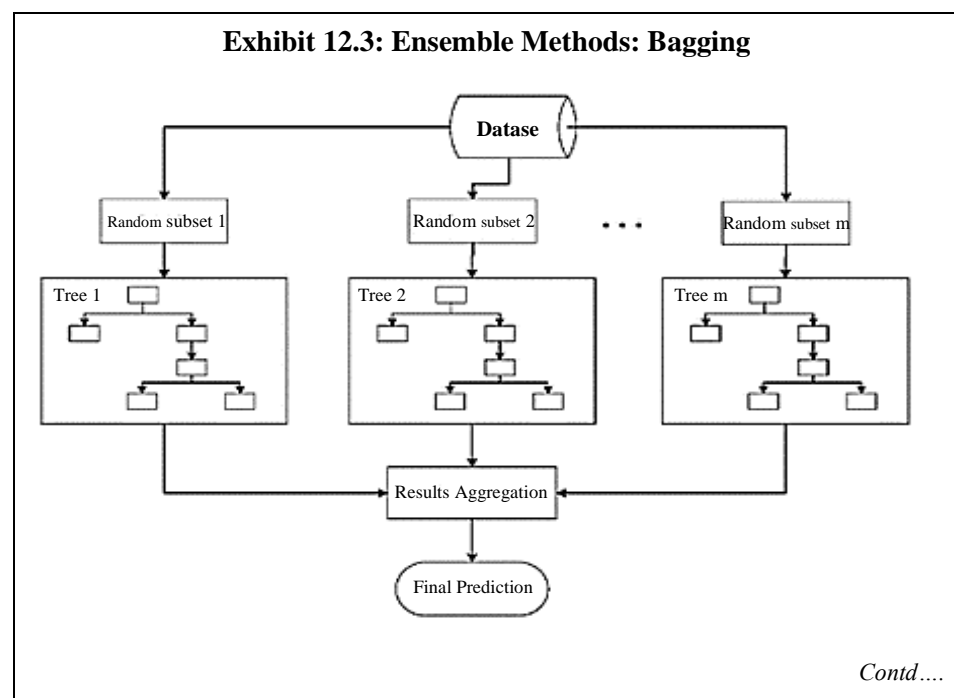 Exhibit 12.3: Ensemble Methods: Bagging
Datase
Random subset 1
Random subset 2
Random subset m
Tree 1
Tree 2
Tree m
Results Aggregation
Final Prediction
Contd….